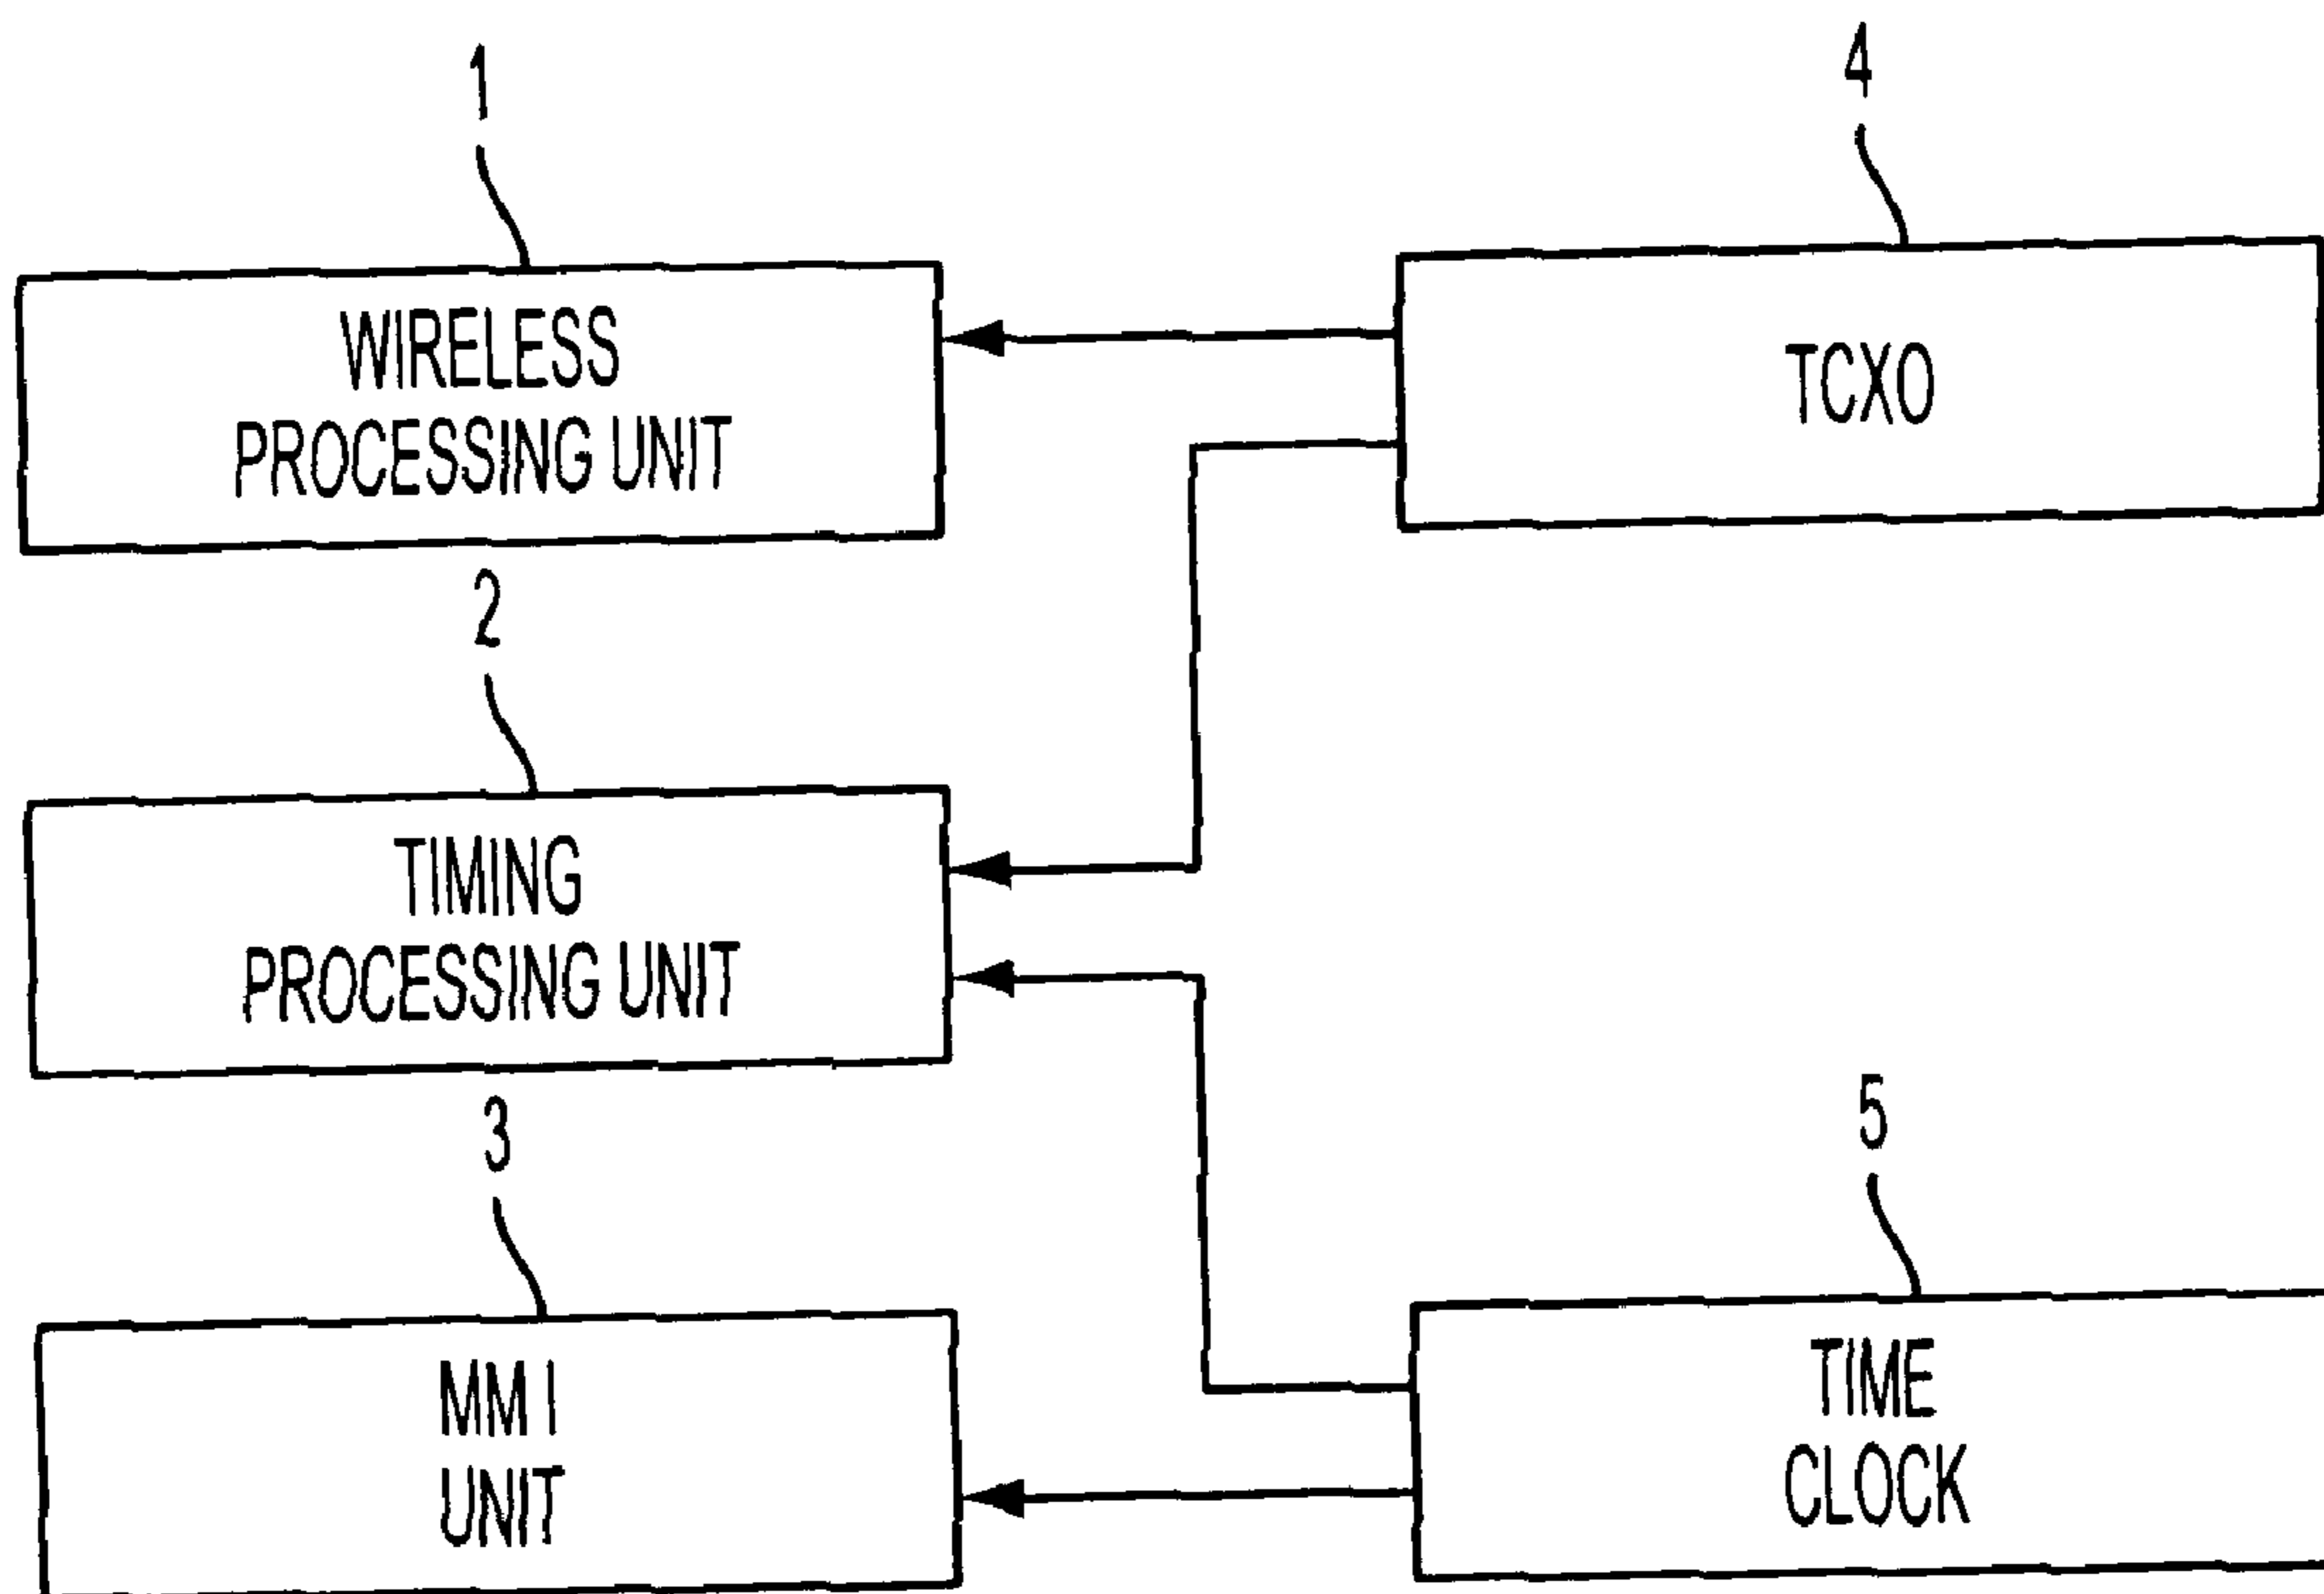 1
4
WIRELESS
PROCESSING UNIT
TCXO
2
TIMING
PROCESSING UNIT
3
5
MM I
UNIT
TIME
CLOCK